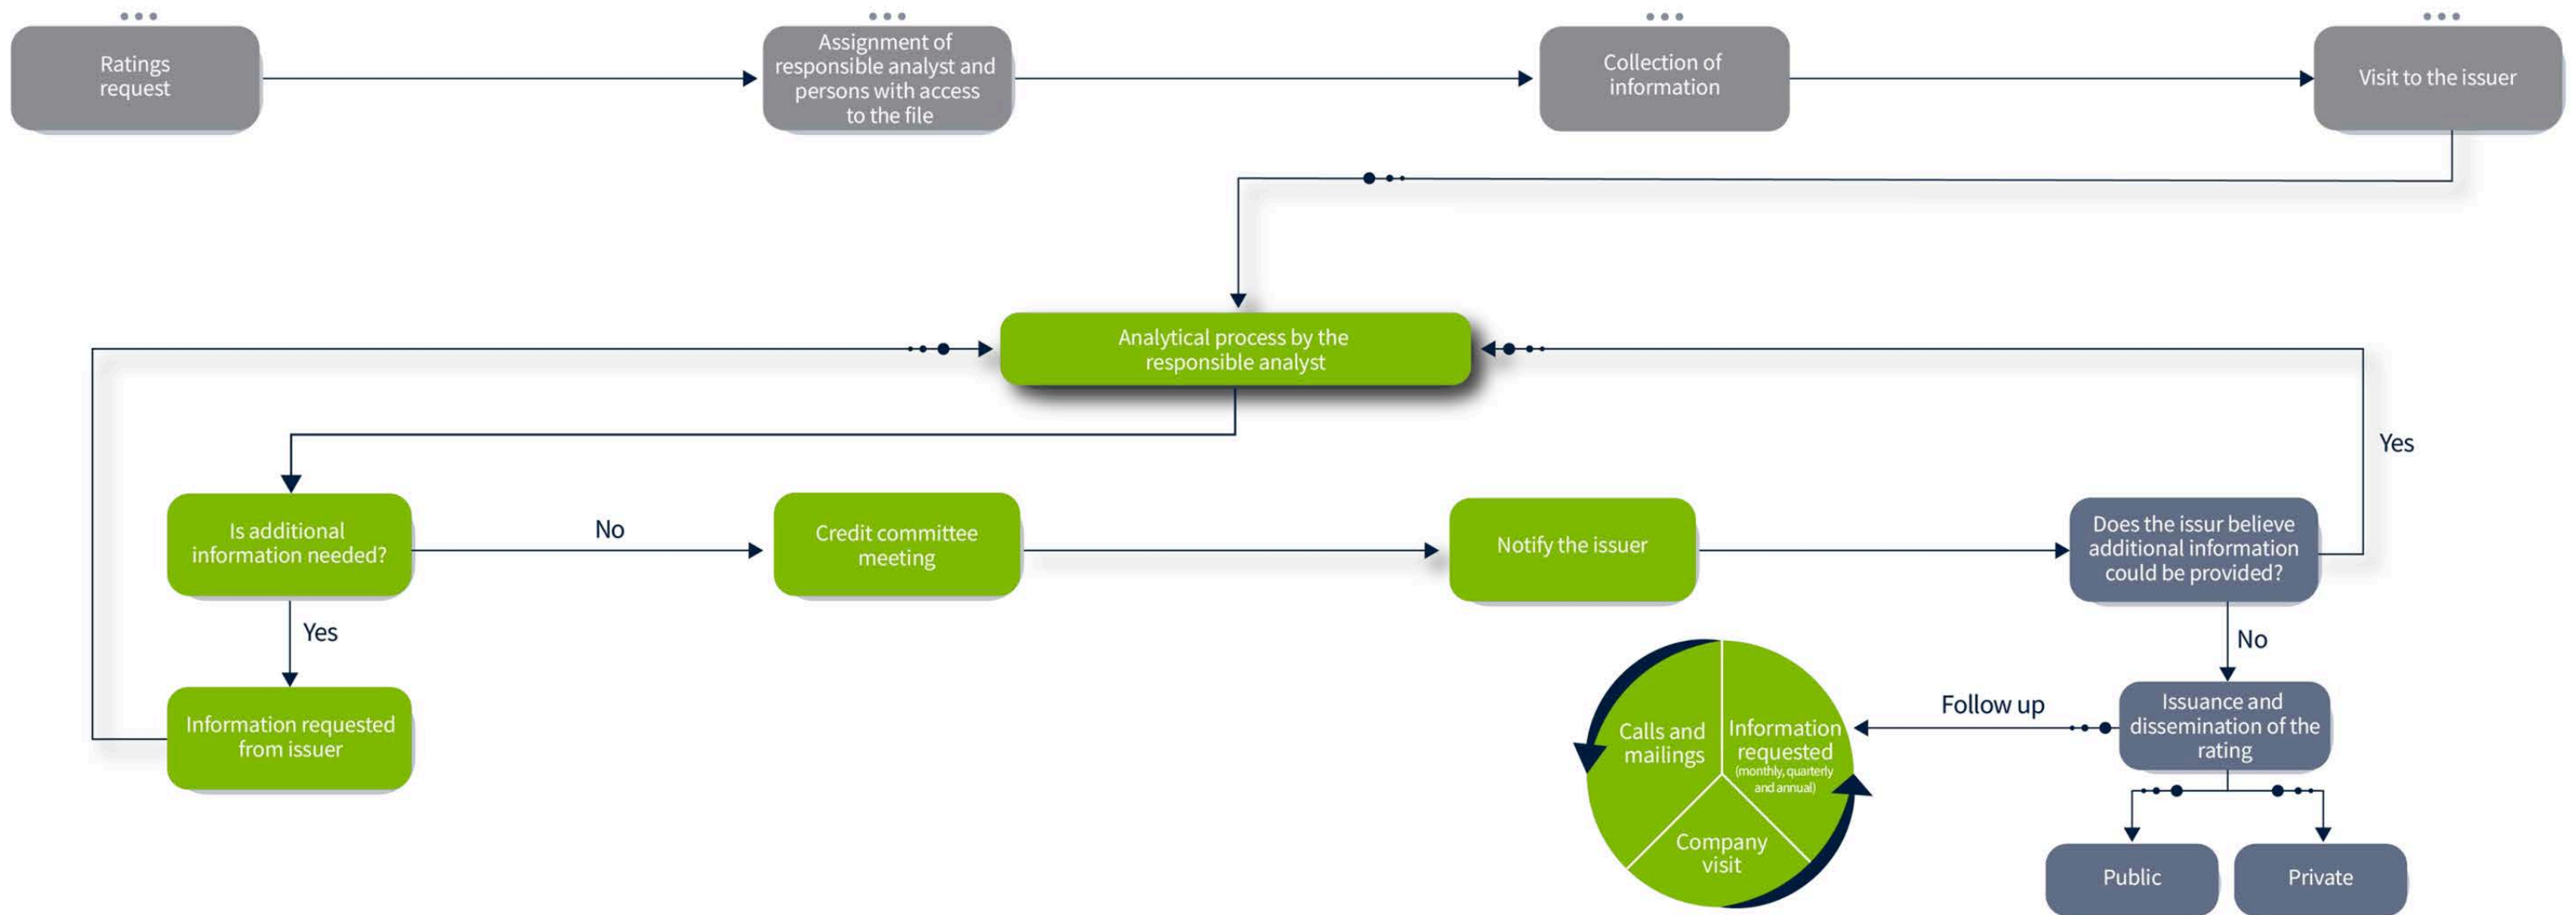 Ratings
request
Assignment of
responsible analyst and
persons with access
to the file
Collection of
information
Visit to the issuer
Analytical process by the
responsible analyst
Yes
Is additional
information needed?
No
Credit committee
meeting
Notify the issuer
Does the issur believe
additional information
could be provided?
Yes
No
Information requested
from issuer
Calls and
mailings
Information
requested
(monthly, quarterly
and annual)
Company
visit
Follow up
Issuance and
dissemination of the
rating
Public
Private